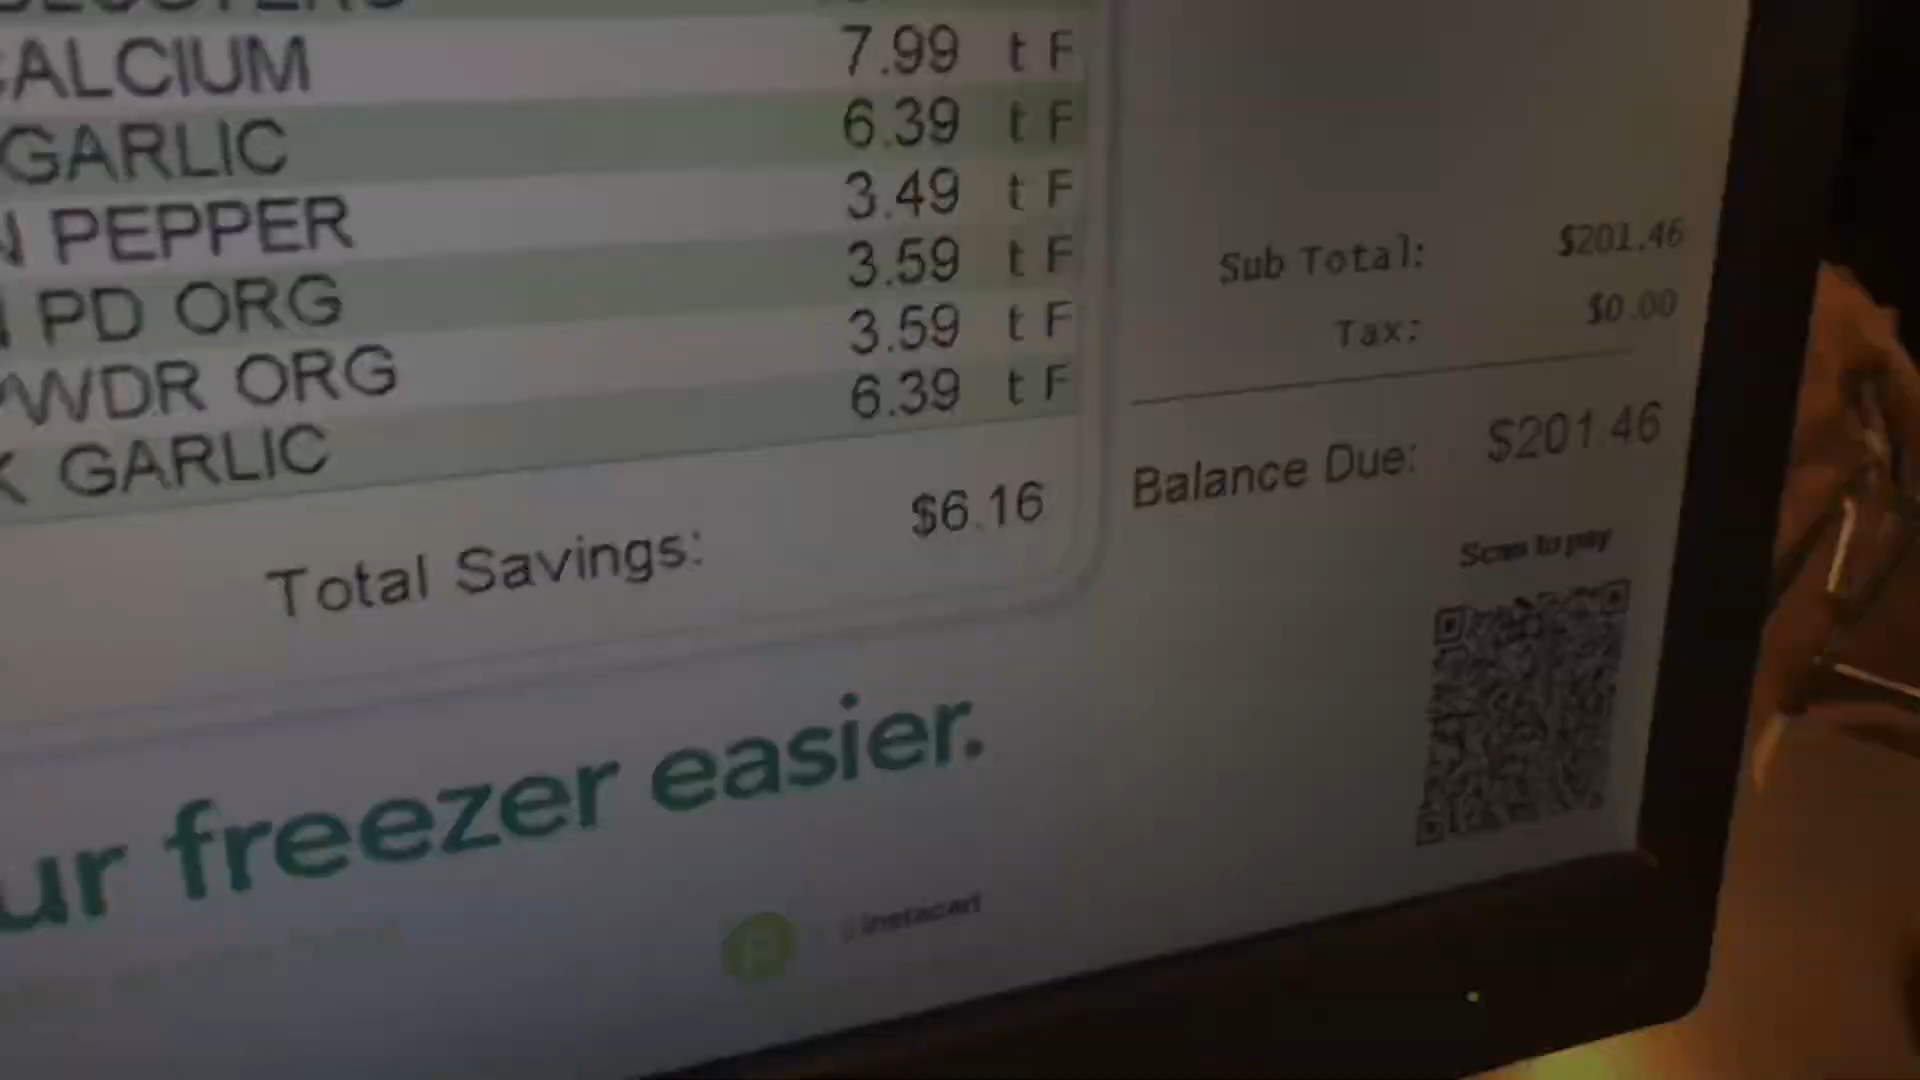 ALCIUM 7.99 t F
GARLIC 6.39 t F
PEPPER 3.49 t F
PD ORG 3.59 t F
PWDR ORG 3.59 t F
GARLIC 6.39 t F
Total Savings: $6.16
Sub Total: $201.46
Tax: $0.00
Balance Due: $201.46
Scan to pay
ur freezer easier.
P instacart